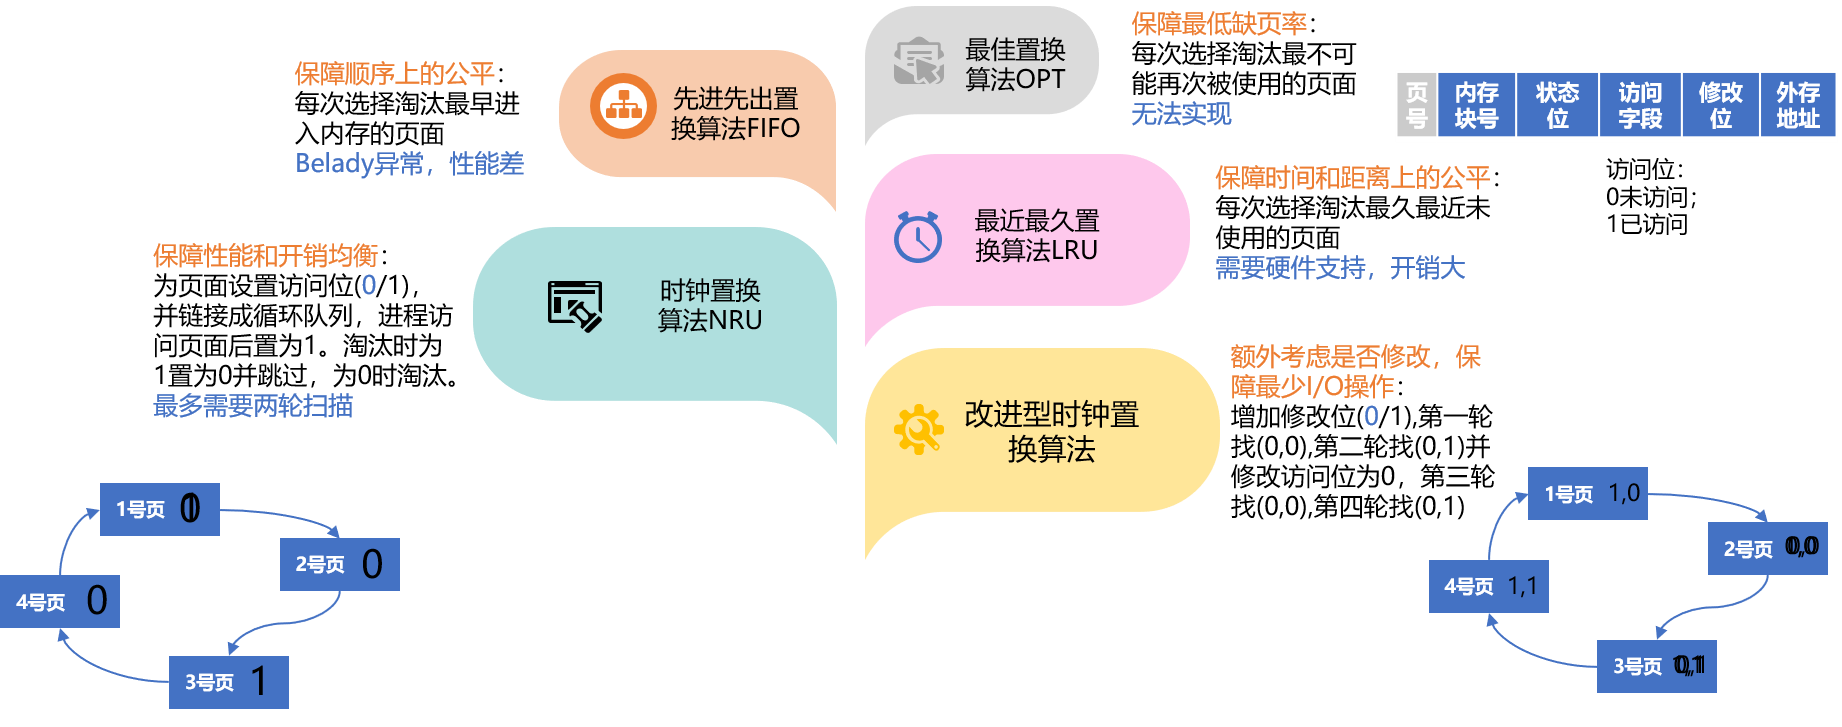 保障顺序上的公平：
每次选择淘汰最早进
入内存的页面
Belady异常，性能差
先进先出置
换算法FIFO
最佳置换
算法OPT
保障最低缺页率：
每次选择淘汰最不可
能再次被使用的页面
无法实现
页号
内存块号
状态位
访问字段
修改位
外存地址
访问位：
0未访问；
1已访问
最近最久置
换算法LRU
保障时间和距离上的公平：
每次选择淘汰最久最近未
使用的页面
需要硬件支持，开销大
保障性能和开销均衡：
为页面设置访问位(0/1)，
并链接成循环队列，进程访
问页面后置为1。淘汰时为
1置为0并跳过，为0时淘汰。
最多需要两轮扫描
时钟置换
算法NRU
改进型时钟置
换算法
额外考虑是否修改，保
障最少I/O操作：
增加修改位(0/1),第一轮
找(0,0),第二轮找(0,1)并
修改访问位为0，第三轮
找(0,0),第四轮找(0,1)
1号页
2号页 0
3号页 1
4号页 0
1号页 1,0
2号页
3号页
4号页 1,1